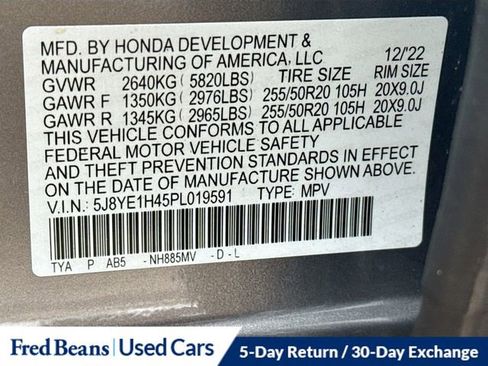 MFD. BY HONDA DEVELOPMENT &
MANUFACTURING OF AMERICA, LLC 12/22
GVWR 2640KG ( 5820LBS) TIRE SIZE RIM SIZE
GAWR F 1350KG ( 2976LBS) 255/50R20 105H 20X9.0J
GAWR R 1345KG ( 2965LBS) 255/50R20 105H 20X9.0J
THIS VEHICLE CONFORMS TO ALL APPLICABLE
FEDERAL MOTOR VEHICLE SAFETY
AND THEFT PREVENTION STANDARDS IN EFFECT ON
THE DATE OF MANUFACTURE SHOWN ABOVE.
V.I.N.: 5J8YE1H45PL019591 TYPE: MPV
TYA P AB5 -NH885MV -D-L
Fred Beans | Used Cars 5-Day Return / 30-Day Exchange